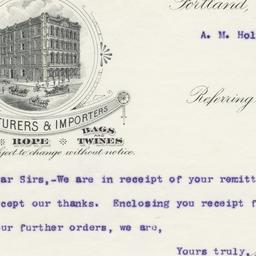 Portland,
A. M. Hol
Referring
TURERS & IMPORTERS
BAGS
ROPE TWINES
ject to change without notice.
ar Sirs,-We are in receipt of your remitt
cept our thanks. Enclosing you receipt f
ur further orders, we are,
Yours truly,